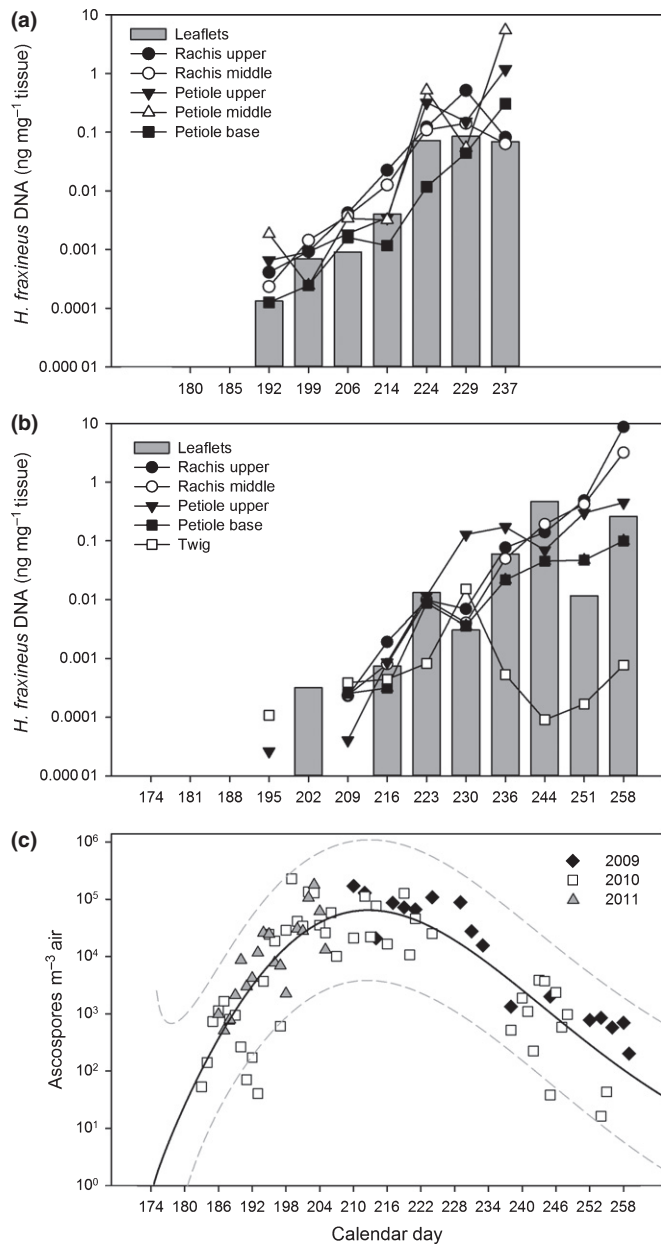 (a)
10
1
0.1
0.01
0.001
0.0001
0.000 01
H. fraxineus DNA (ng mg⁻¹ tissue)
Leaflets
Rachis upper
Rachis middle
Petiole upper
Petiole middle
Petiole base
180 185 192 199 206 214 224 229 237
(b)
10
1
0.1
0.01
0.001
0.0001
0.000 01
H. fraxineus DNA (ng mg⁻¹ tissue)
Leaflets
Rachis upper
Rachis middle
Petiole upper
Petiole base
Twig
174 181 188 195 202 209 216 223 230 236 244 251 258
(c)
10⁶
10⁵
10⁴
10³
10²
10¹
10⁰
Ascospores m⁻³ air
2009
2010
2011
174 180 186 192 198 204 210 216 222 228 234 240 246 252 258
Calendar day